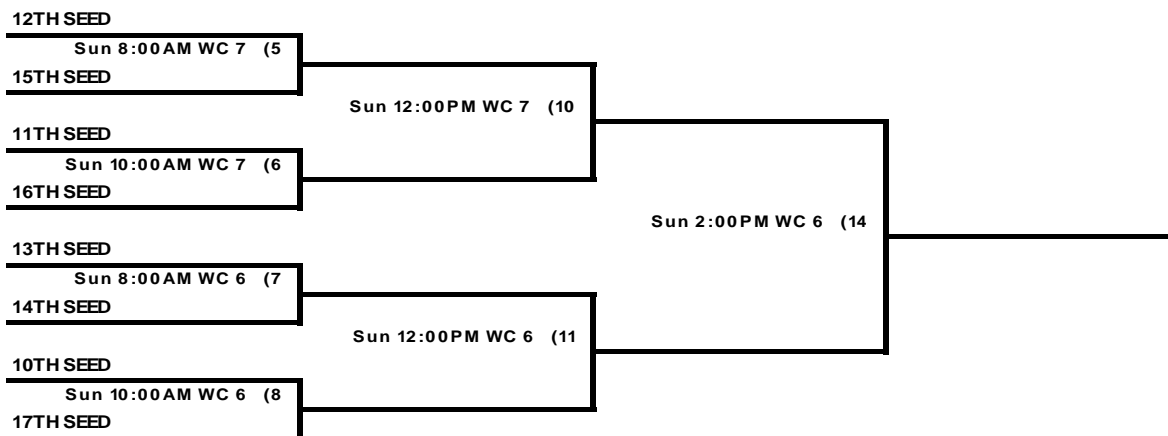 12TH SEED
Sun 8:00AM WC 7 (5
15TH SEED
Sun 12:00PM WC 7 (10
11TH SEED
Sun 10:00AM WC 7 (6
16TH SEED
Sun 2:00PM WC 6 (14
13TH SEED
Sun 8:00AM WC 6 (7
14TH SEED
Sun 12:00PM WC 6 (11
10TH SEED
Sun 10:00AM WC 6 (8
17TH SEED